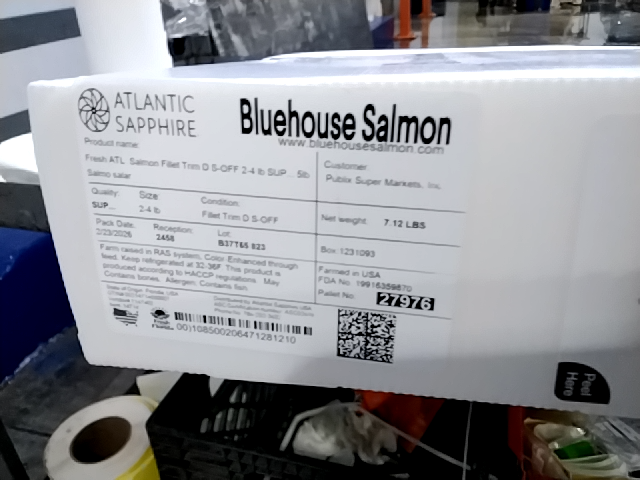 ATLANTIC
SAPPHIRE
Bluehouse Salmon
www.bluehousesalmon.com
Product name:
Fresh ATL Salmon Fillet Trim D S-OFF 2-4 lb SUP... 5lb
Salmo salar
Customer:
Publix Super Markets, Inc.
Quality:
SUP...
Size:
2-4 lb
Condition:
Fillet Trim D S-OFF
Net weight: 7.12 LBS
Pack Date:
Reception:
2458
Lot:
B37T65 823
Box: 1231093
Farm raised in RAS system, Color Enhanced through
feed. Keep refrigerated at 32-36F. This product is
produced according to HACCP regulations. May
Contains bones. Allergen: Contains fish.
Farmed in USA
FDA No. 19916359870
Pallet No: 27976
(00)108500206471281210
Peel
Here